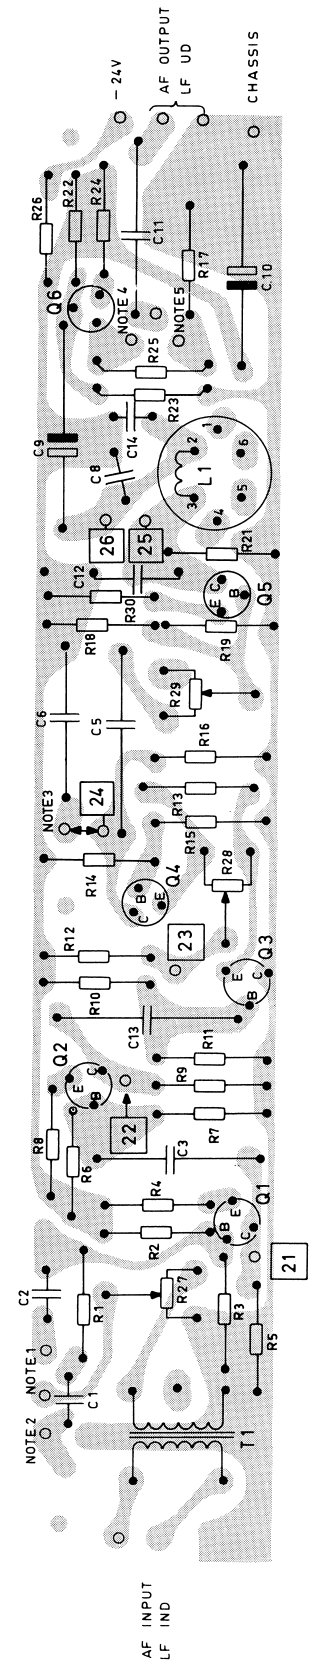 - 24V
AF OUTPUT
LF UD
CHASSIS
R26
R22
R24
C11
R17
C10
Q6
NOTE 4
NOTE 5
R25
R23
C14
C9
C8
L1
1
2
3
4
5
6
26
25
R21
C12
R30
R18
R19
C
B
E
Q5
C6
C5
R29
R16
R13
R15
NOTE 3
24
R14
R28
B
C
E
Q4
23
R12
R10
C13
E
C
B
Q3
Q2
E
C
B
22
R11
R9
R7
R8
R6
C3
R4
R2
B
E
C
Q1
21
C2
R1
R27
R3
R5
NOTE 1
NOTE 2
C1
T1
AF INPUT
LF IND